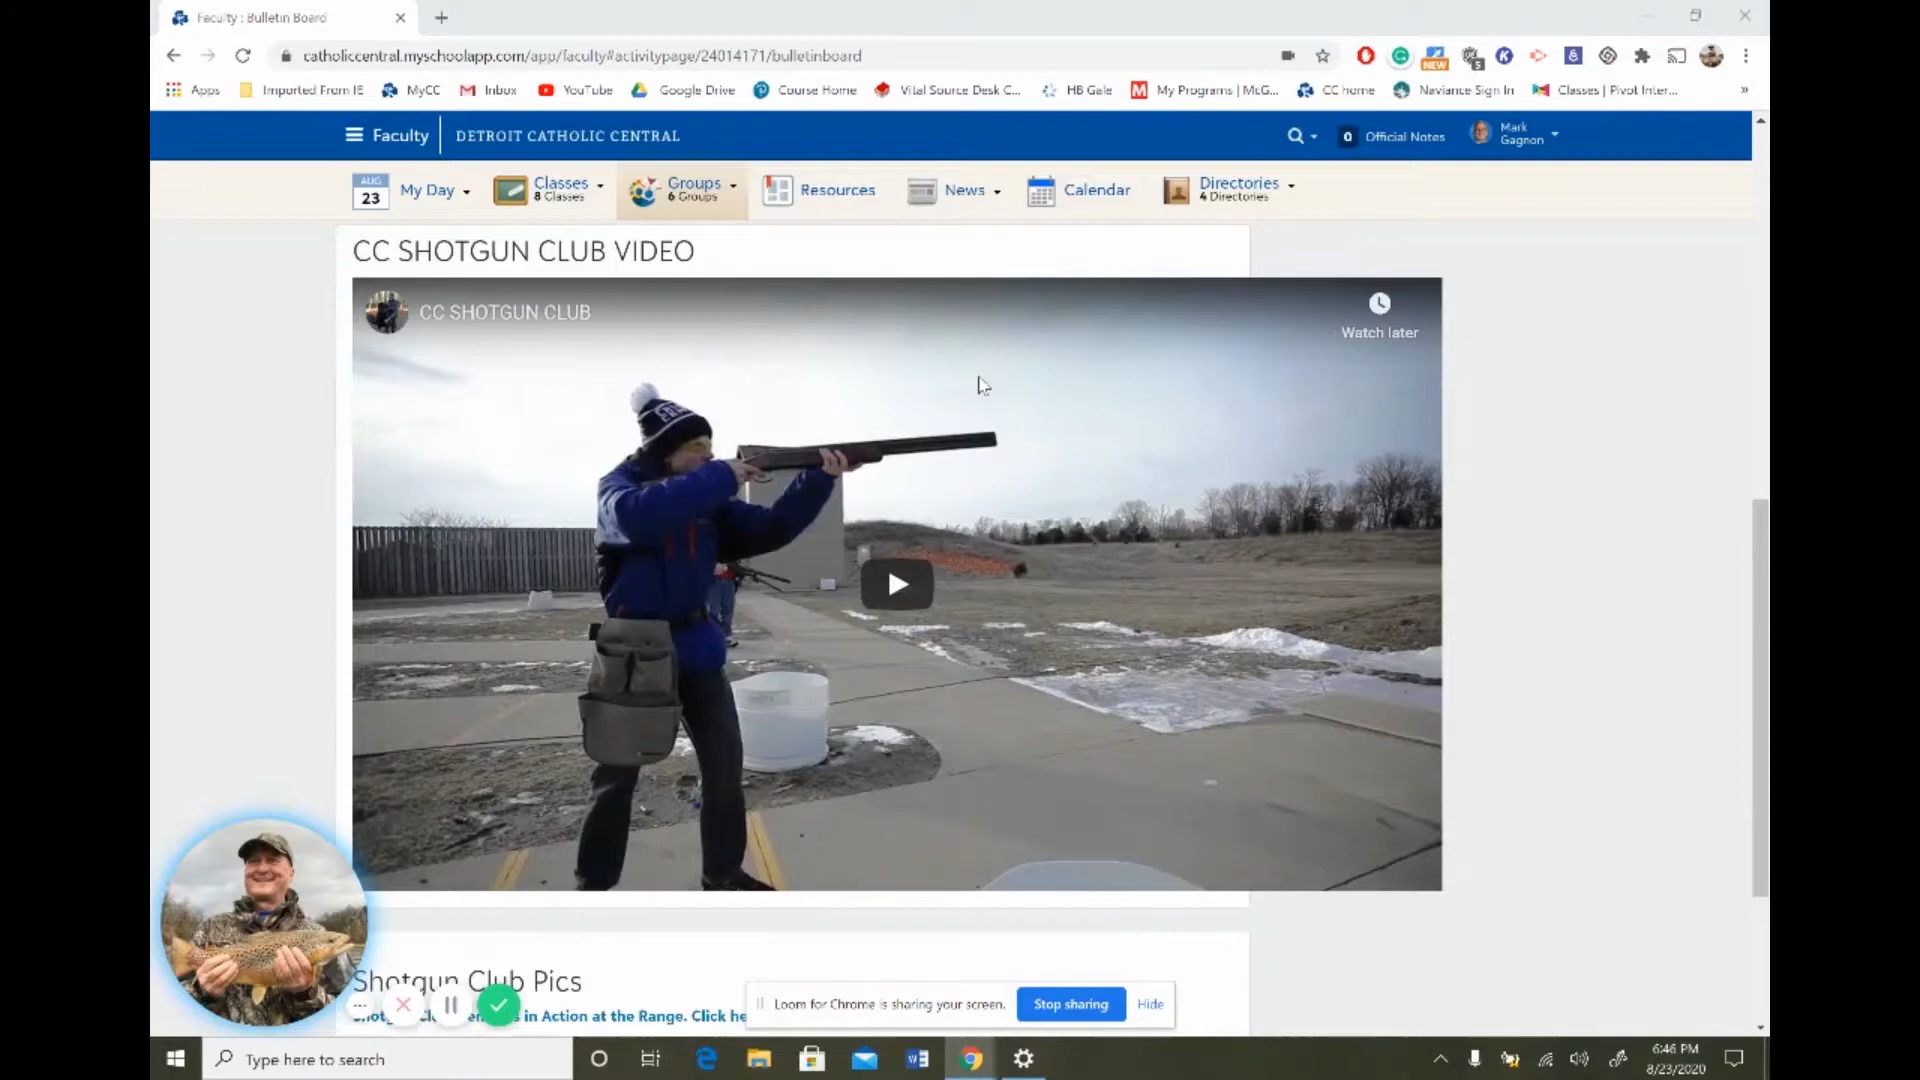 Faculty : Bulletin Board
catholiccentral.myschoolapp.com/app/faculty#activitypage/24014171/bulletinboard
NEW
5
Apps
Imported From IE
MyCC
Inbox
YouTube
Google Drive
Course Home
Vital Source Desk C...
HB Gale
My Programs | McG...
CC home
Naviance Sign In
Classes | Pivot Inter...
Faculty
DETROIT CATHOLIC CENTRAL
0 Official Notes
Mark
Gagnon
AUG
23
My Day
Classes
8 Classes
Groups
6 Groups
Resources
News
Calendar
Directories
4 Directories
CC SHOTGUN CLUB VIDEO
CC SHOTGUN CLUB
Watch later
Shotgun Club Pics
in Action at the Range. Click
Loom for Chrome is sharing your screen.
Stop sharing
Hide
Type here to search
6:46 PM
8/23/2020